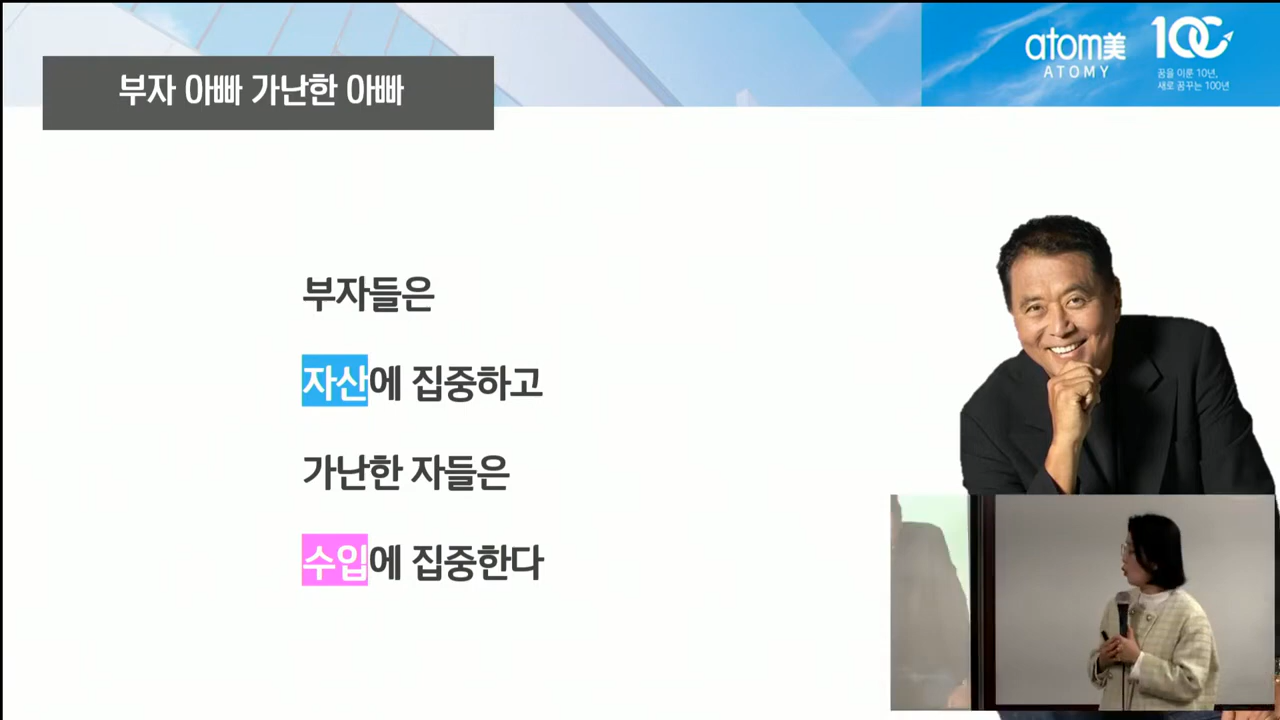 부자 아빠 가난한 아빠
atom美
ATOMY
100
꿈을 이룬 10년,
새로 꿈꾸는 100년
부자들은
자산에 집중하고
가난한 자들은
수입에 집중한다